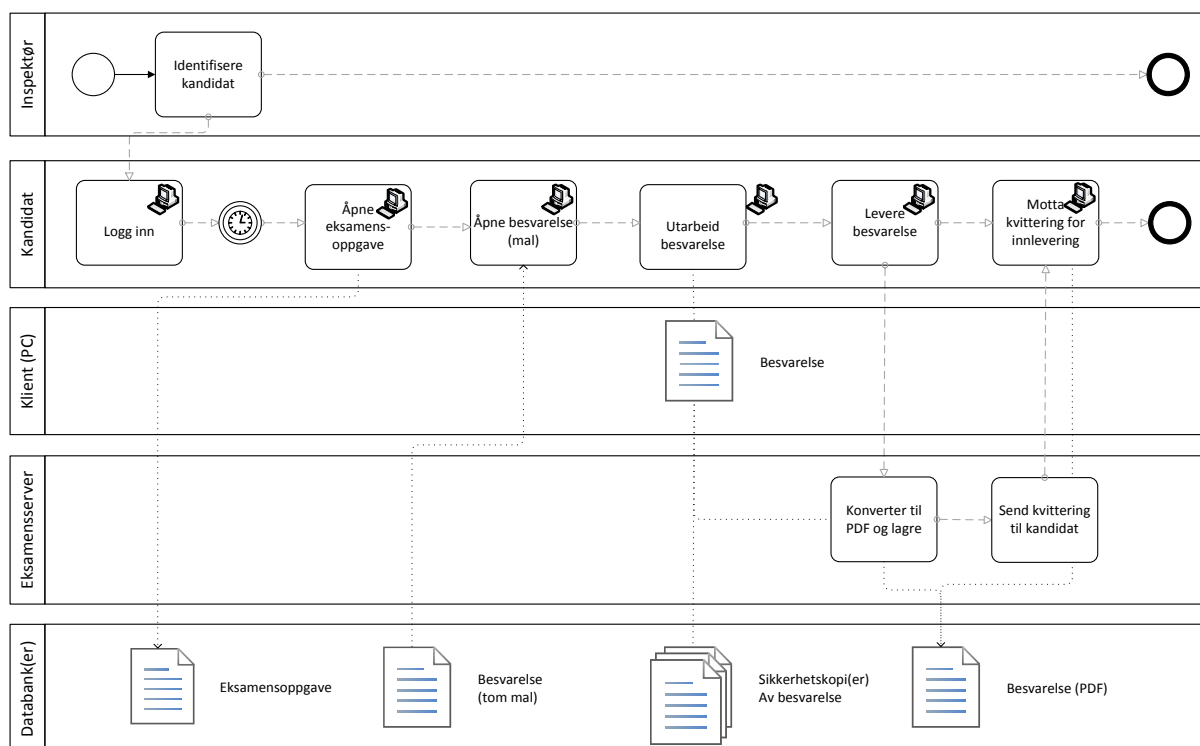 Inspektør
Identifisere
kandidat
Kandidat
Logg inn
Åpne
eksamens-
oppgave
Åpne besvarelse
(mal)
Utarbeid
besvarelse
Levere
besvarelse
Motta
kvittering for
innlevering
Klient (PC)
Besvarelse
Eksamensserver
Konverter til
PDF og lagre
Send kvittering
til kandidat
Databank(er)
Eksamensoppgave
Besvarelse
(tom mal)
Sikkerhetskopi(er)
Av besvarelse
Besvarelse (PDF)